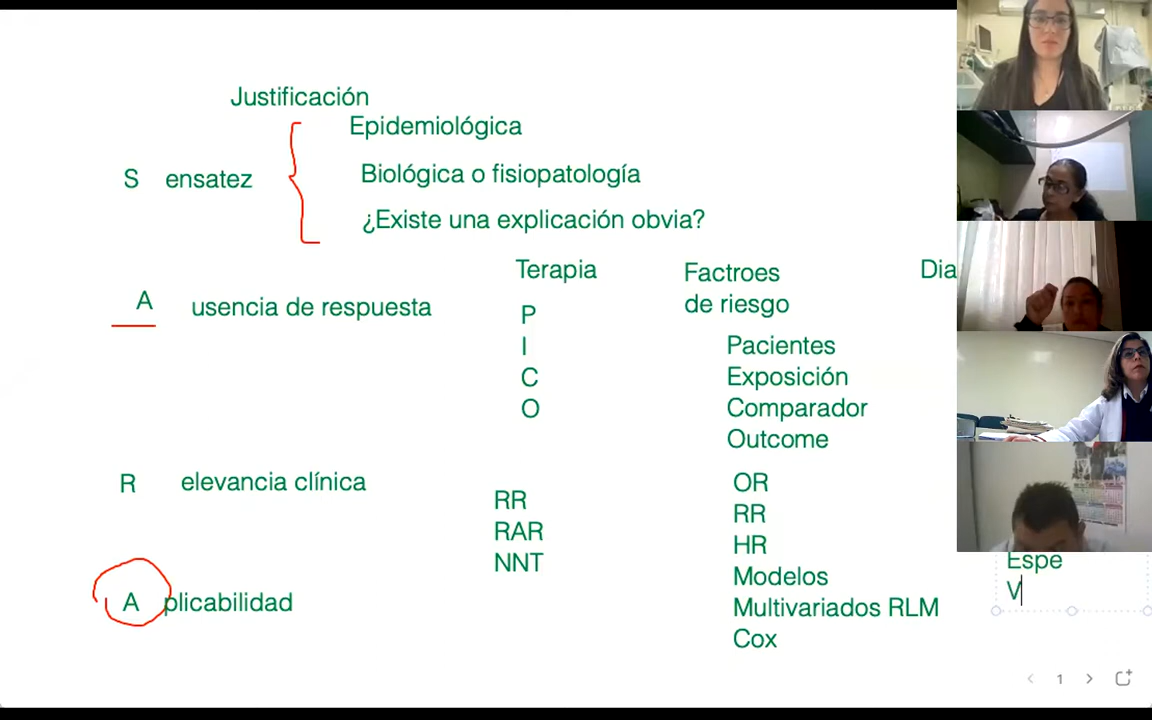 Justificación
Epidemiológica
S ensatez
Biológica o fisiopatología
¿Existe una explicación obvia?
A usencia de respuesta
Terapia
P
I
C
O
Factroes
de riesgo
Pacientes
Exposición
Comparador
Outcome
Dia
R elevancia clínica
RR
RAR
NNT
OR
RR
HR
Modelos
Multivariados RLM
Cox
Espe
V
A plicabilidad
1